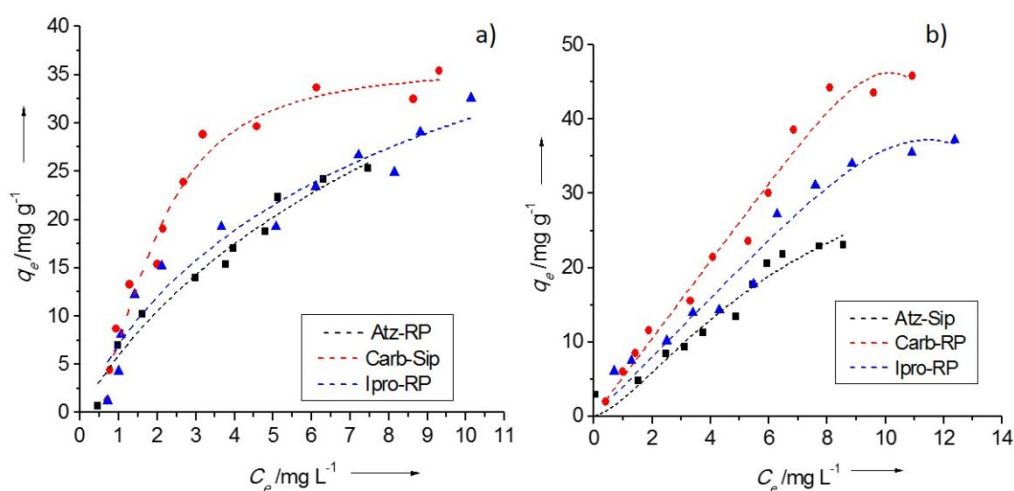 a)
40
35
30
25
20
15
10
5
0
qₑ /mg g⁻¹
Atz-RP
Carb-Sip
Ipro-RP
0 1 2 3 4 5 6 7 8 9 10 11
Cₑ /mg L⁻¹
b)
50
40
30
20
10
0
qₑ /mg g⁻¹
Atz-Sip
Carb-RP
Ipro-RP
0 2 4 6 8 10 12 14
Cₑ /mg L⁻¹